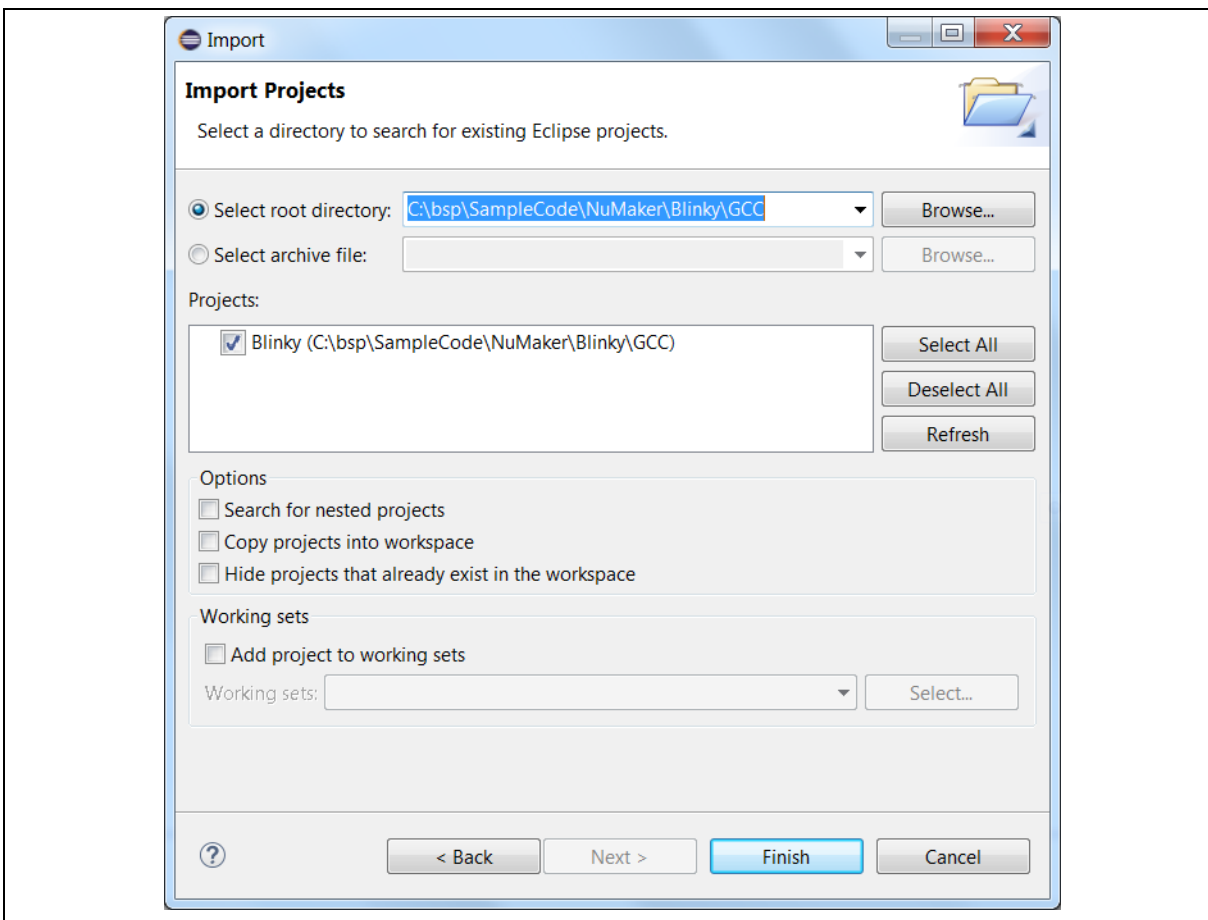 Import
Import Projects
Select a directory to search for existing Eclipse projects.
Select root directory: C:\bsp\SampleCode\NuMaker\Blinky\GCC Browse...
Select archive file: Browse...
Projects:
Blinky (C:\bsp\SampleCode\NuMaker\Blinky\GCC) Select All
Deselect All
Refresh
Options
Search for nested projects
Copy projects into workspace
Hide projects that already exist in the workspace
Working sets
Add project to working sets
Working sets: Select...
? < Back Next > Finish Cancel